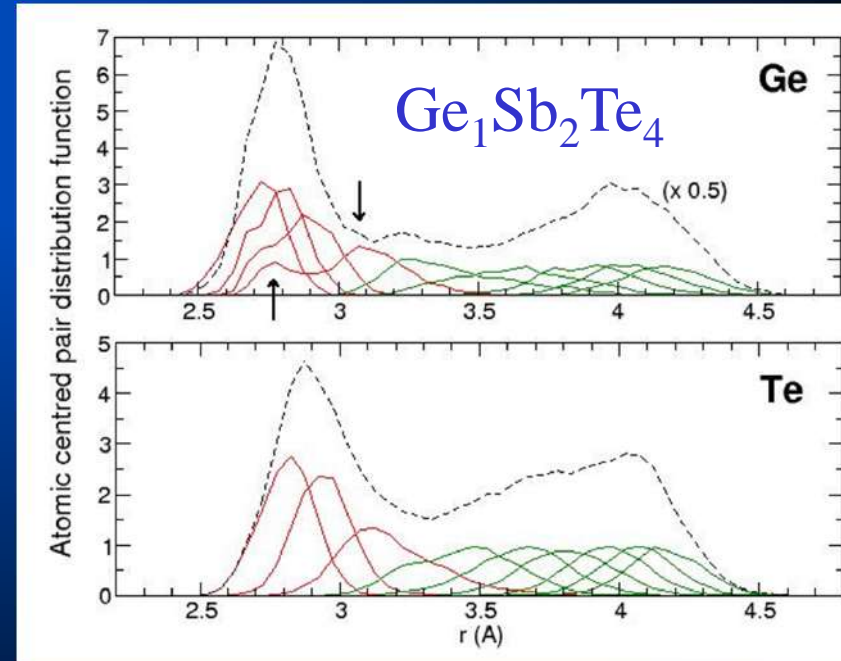 Atomic centred pair distribution function
7
6
5
4
3
2
1
0
Ge₁Sb₂Te₄
Ge
(x 0.5)
2.5 3 3.5 4 4.5
5
4
3
2
1
0
Te
2.5 3 3.5 4 4.5
r (A)